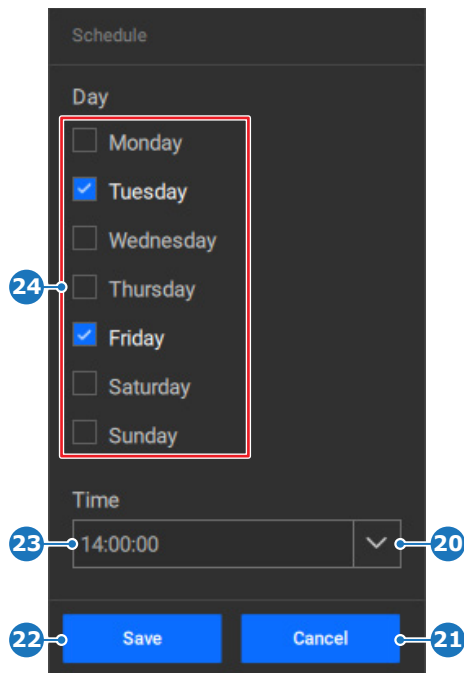 Schedule
Day
Monday
Tuesday
Wednesday
24 Thursday
Friday
Saturday
Sunday
Time
23 14:00:00 20
22 Save Cancel 21